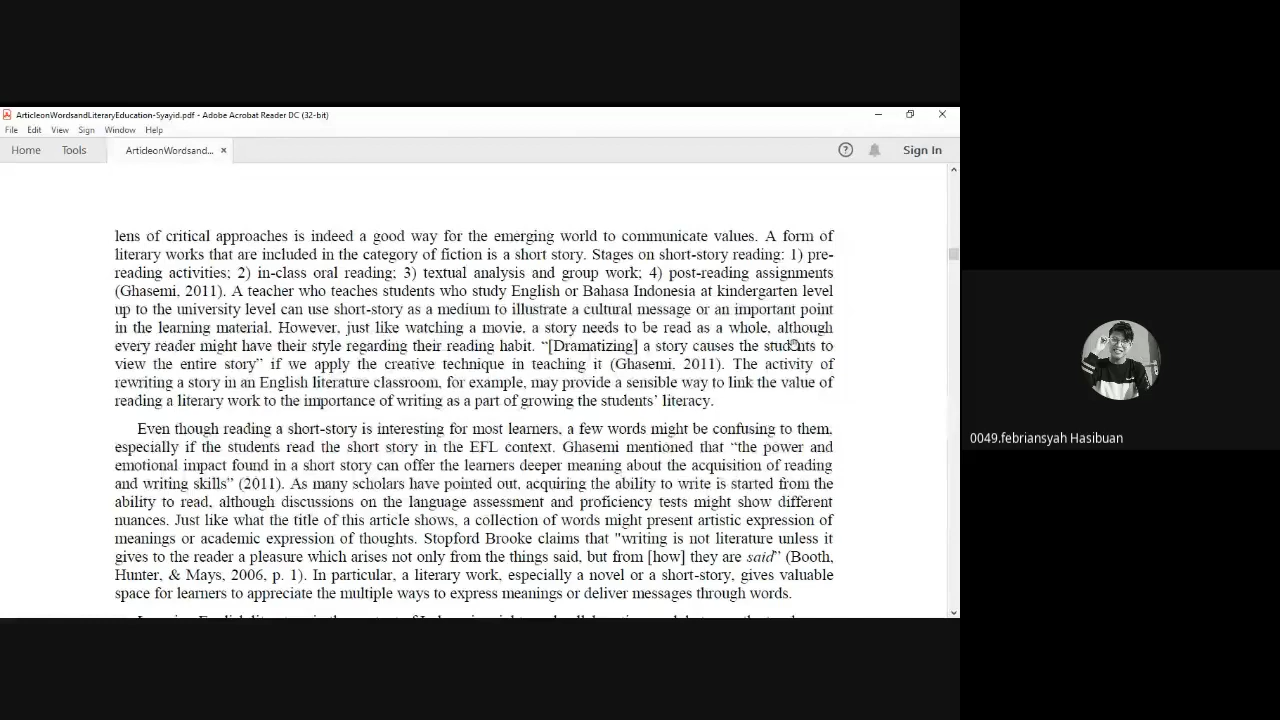 ArticleonWordsandLiteraryEducation-Syayid.pdf - Adobe Acrobat Reader DC (32-bit)
File Edit View Sign Window Help
Home Tools ArticleonWordsand... × Sign In
lens of critical approaches is indeed a good way for the emerging world to communicate values. A form of
literary works that are included in the category of fiction is a short story. Stages on short-story reading: 1) pre-
reading activities; 2) in-class oral reading; 3) textual analysis and group work; 4) post-reading assignments
(Ghasemi, 2011). A teacher who teaches students who study English or Bahasa Indonesia at kindergarten level
up to the university level can use short-story as a medium to illustrate a cultural message or an important point
in the learning material. However, just like watching a movie, a story needs to be read as a whole, although
every reader might have their style regarding their reading habit. “[Dramatizing] a story causes the students to
view the entire story” if we apply the creative technique in teaching it (Ghasemi, 2011). The activity of
rewriting a story in an English literature classroom, for example, may provide a sensible way to link the value of
reading a literary work to the importance of writing as a part of growing the students’ literacy.
Even though reading a short-story is interesting for most learners, a few words might be confusing to them,
especially if the students read the short story in the EFL context. Ghasemi mentioned that “the power and
emotional impact found in a short story can offer the learners deeper meaning about the acquisition of reading
and writing skills” (2011). As many scholars have pointed out, acquiring the ability to write is started from the
ability to read, although discussions on the language assessment and proficiency tests might show different
nuances. Just like what the title of this article shows, a collection of words might present artistic expression of
meanings or academic expression of thoughts. Stopford Brooke claims that "writing is not literature unless it
gives to the reader a pleasure which arises not only from the things said, but from [how] they are said” (Booth,
Hunter, & Mays, 2006, p. 1). In particular, a literary work, especially a novel or a short-story, gives valuable
space for learners to appreciate the multiple ways to express meanings or deliver messages through words.
0049.febriansyah Hasibuan